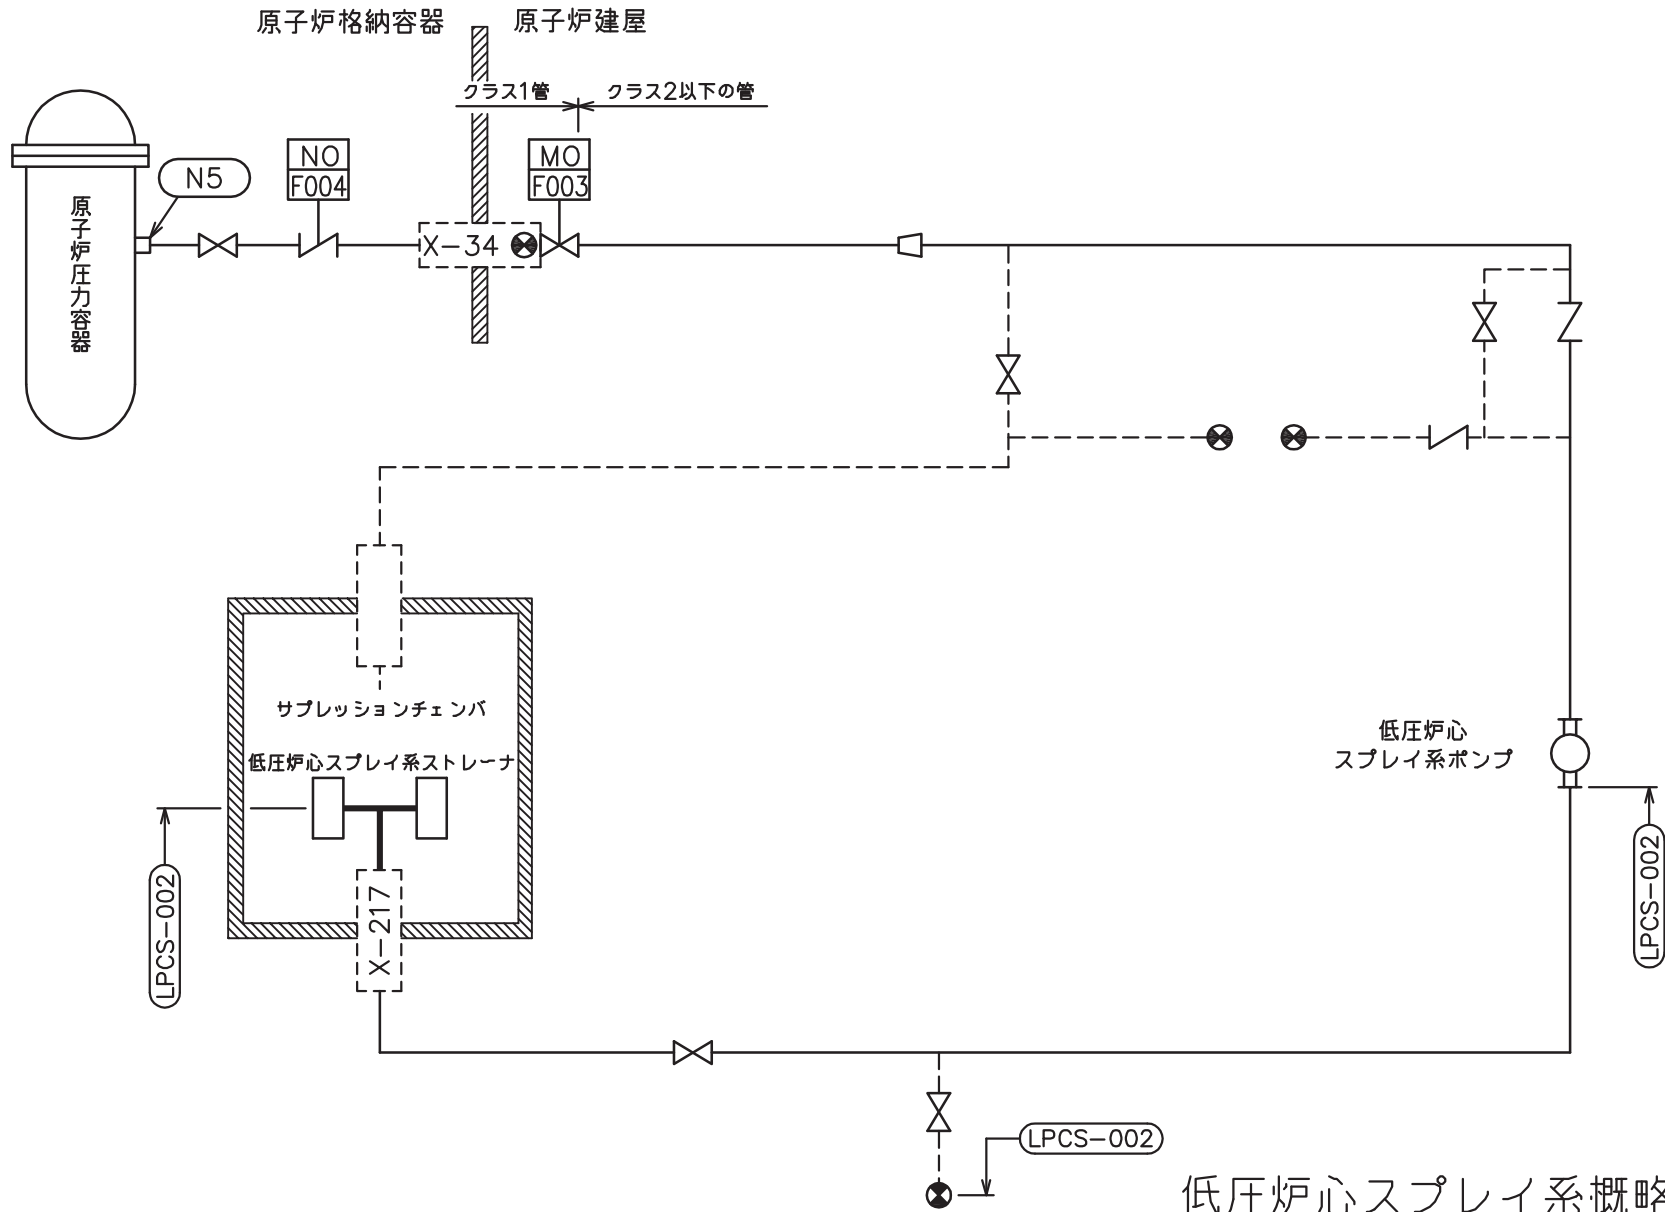 原子炉格納容器
原子炉建屋
クラス1管
クラス2以下の管
N5
NO
F004
MO
F003
原子炉圧力容器
X-34
サプレッションチェンバ
低圧炉心スプレイ系ストレーナ
低圧炉心
スプレイ系ポンプ
LPCS-002
X-217
LPCS-002
LPCS-002
低圧炉心スプレイ系概略